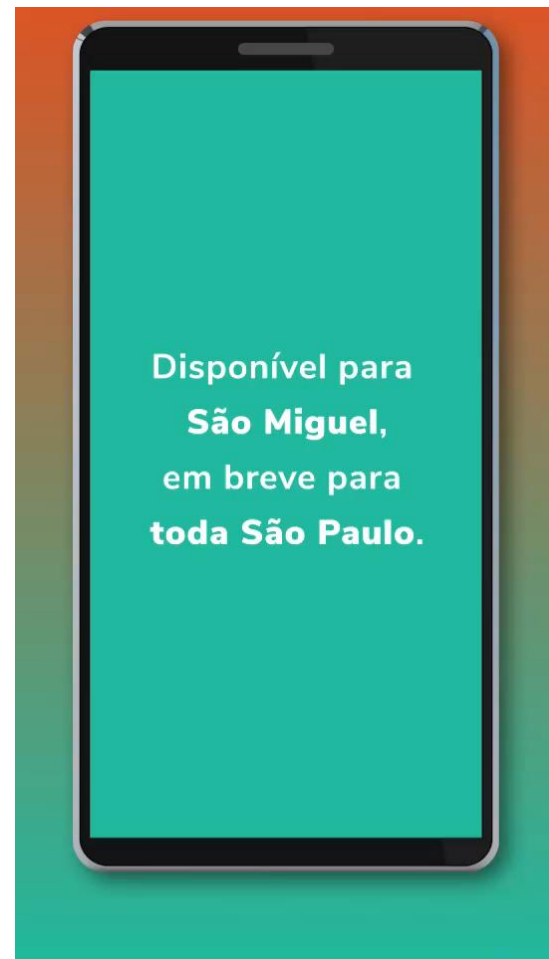 Disponível para
São Miguel,
em breve para
toda São Paulo.